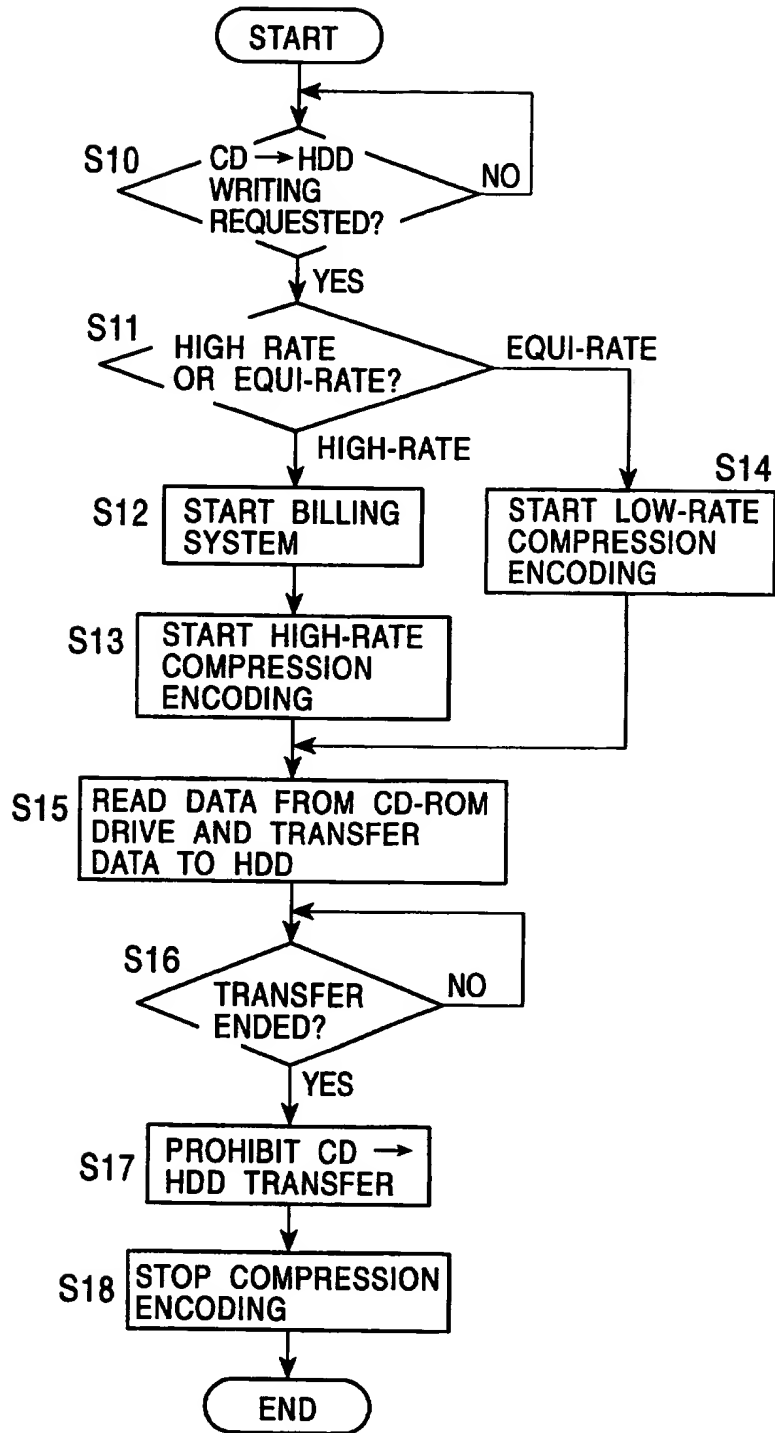 START
S10
CD → HDD
WRITING
REQUESTED?
NO
YES
S11
HIGH RATE
OR EQUI-RATE?
EQUI-RATE
HIGH-RATE
S12
START BILLING
SYSTEM
S14
START LOW-RATE
COMPRESSION
ENCODING
S13
START HIGH-RATE
COMPRESSION
ENCODING
S15
READ DATA FROM CD-ROM
DRIVE AND TRANSFER
DATA TO HDD
S16
TRANSFER
ENDED?
NO
YES
S17
PROHIBIT CD →
HDD TRANSFER
S18
STOP COMPRESSION
ENCODING
END